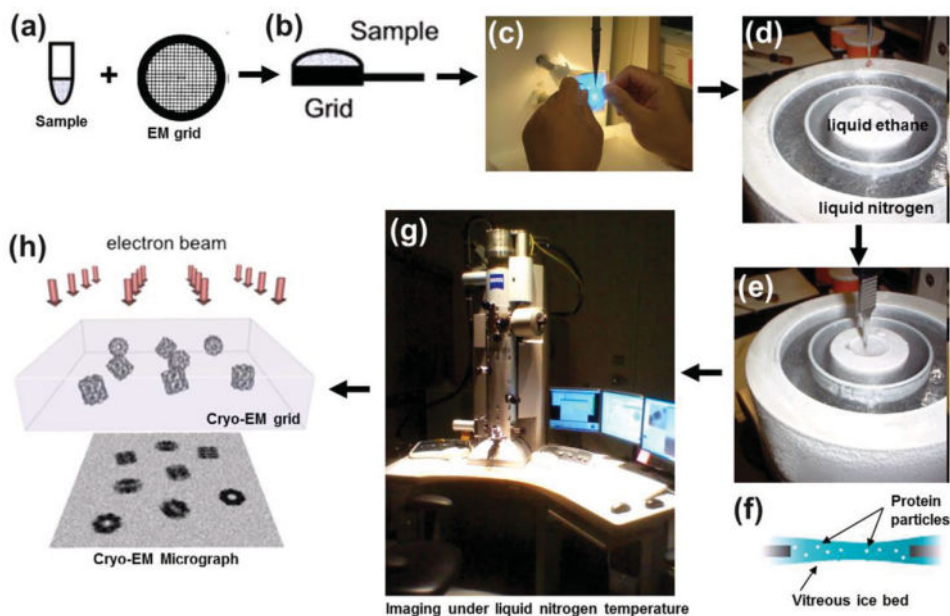 (a)
Sample
EM grid
(b)
Sample
Grid
(c)
(d)
liquid ethane
liquid nitrogen
(e)
(f)
Protein
particles
Vitreous ice bed
(g)
Imaging under liquid nitrogen temperature
(h)
electron beam
Cryo-EM grid
Cryo-EM Micrograph